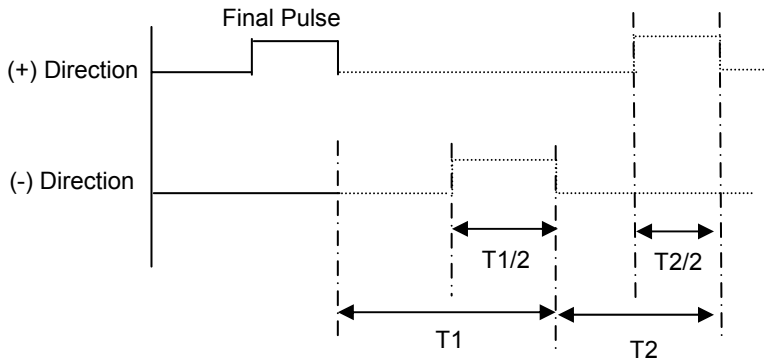 Final Pulse
(+) Direction
(-) Direction
T1/2
T2/2
T1
T2